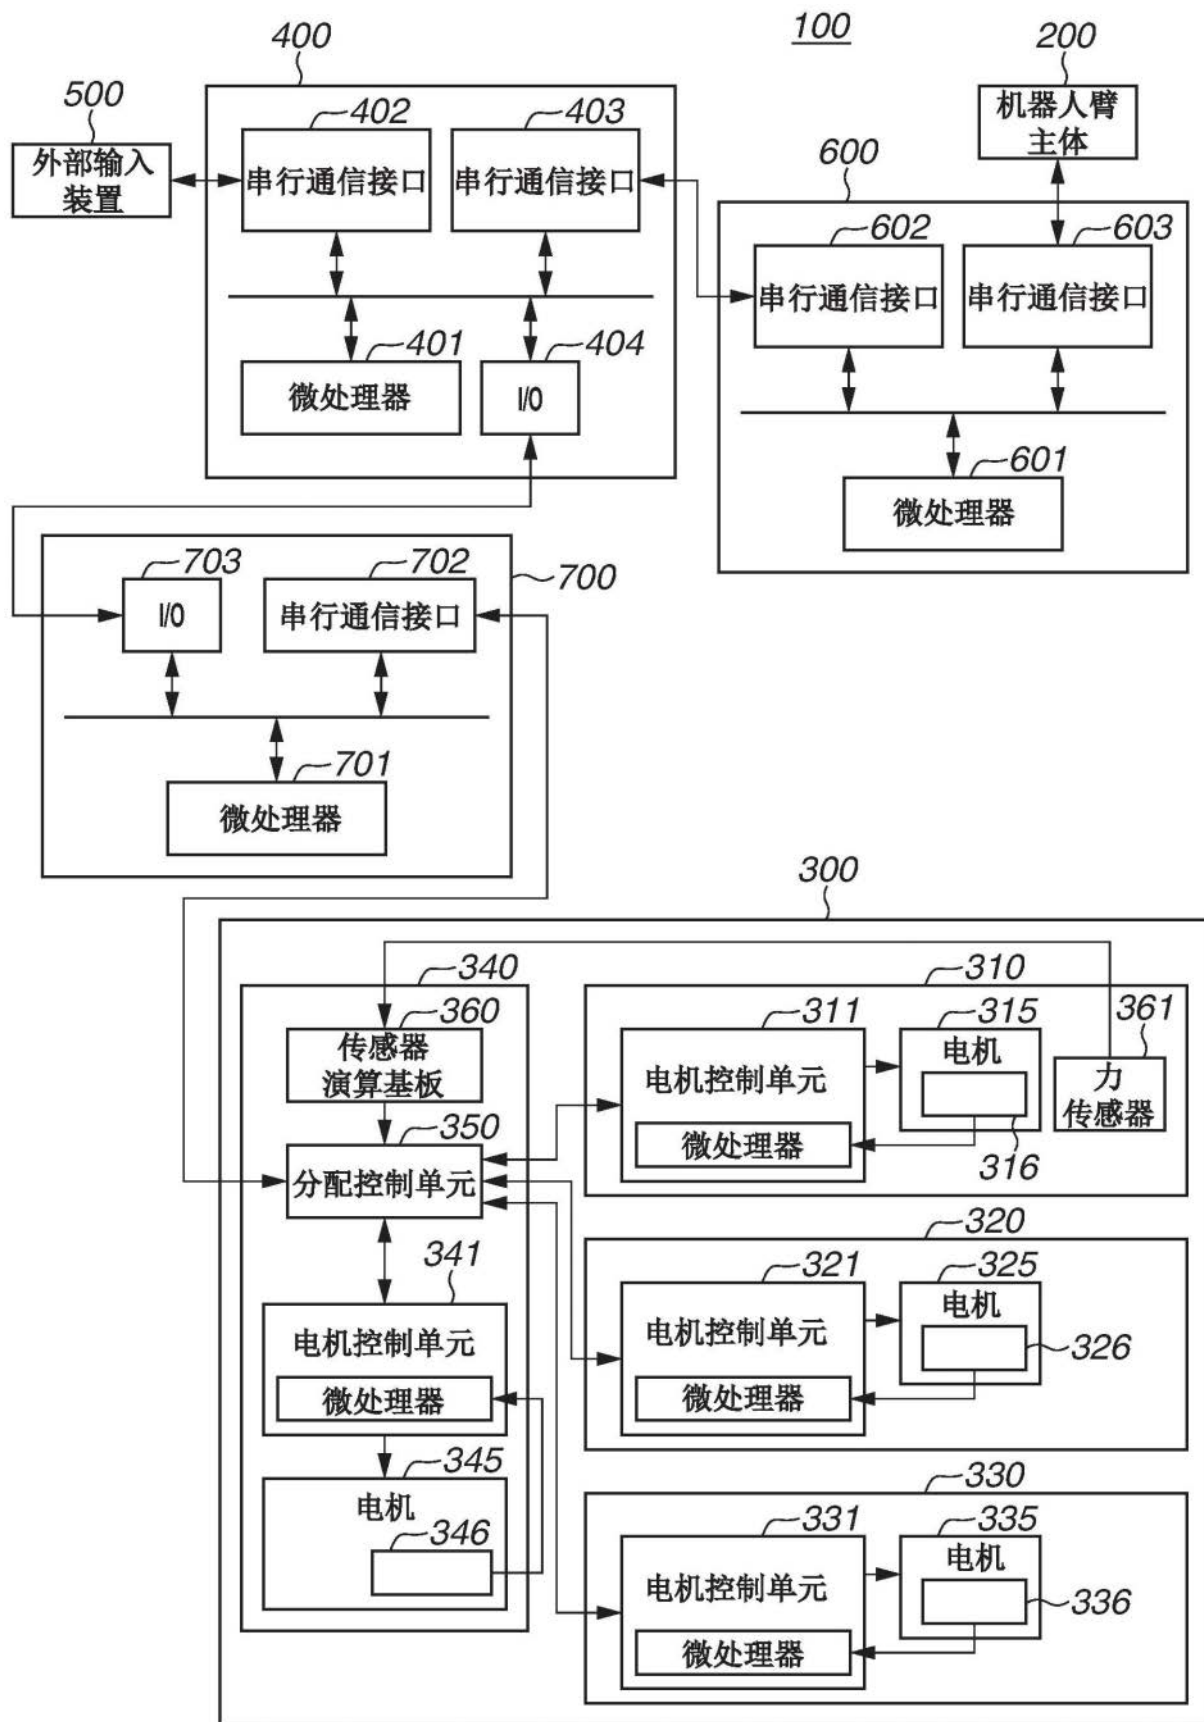 100
400
200
500
402
403
机器人臂
主体
外部输入
装置
串行通信接口
串行通信接口
600
602
603
串行通信接口
串行通信接口
401
404
微处理器
I/O
601
微处理器
703
702
700
I/O
串行通信接口
701
微处理器
300
340
310
360
311
315
361
传感器
演算基板
电机控制单元
电机
力
传感器
350
微处理器
316
分配控制单元
320
341
321
325
电机控制单元
电机控制单元
电机
326
微处理器
微处理器
345
330
电机
346
331
335
电机控制单元
电机
336
微处理器